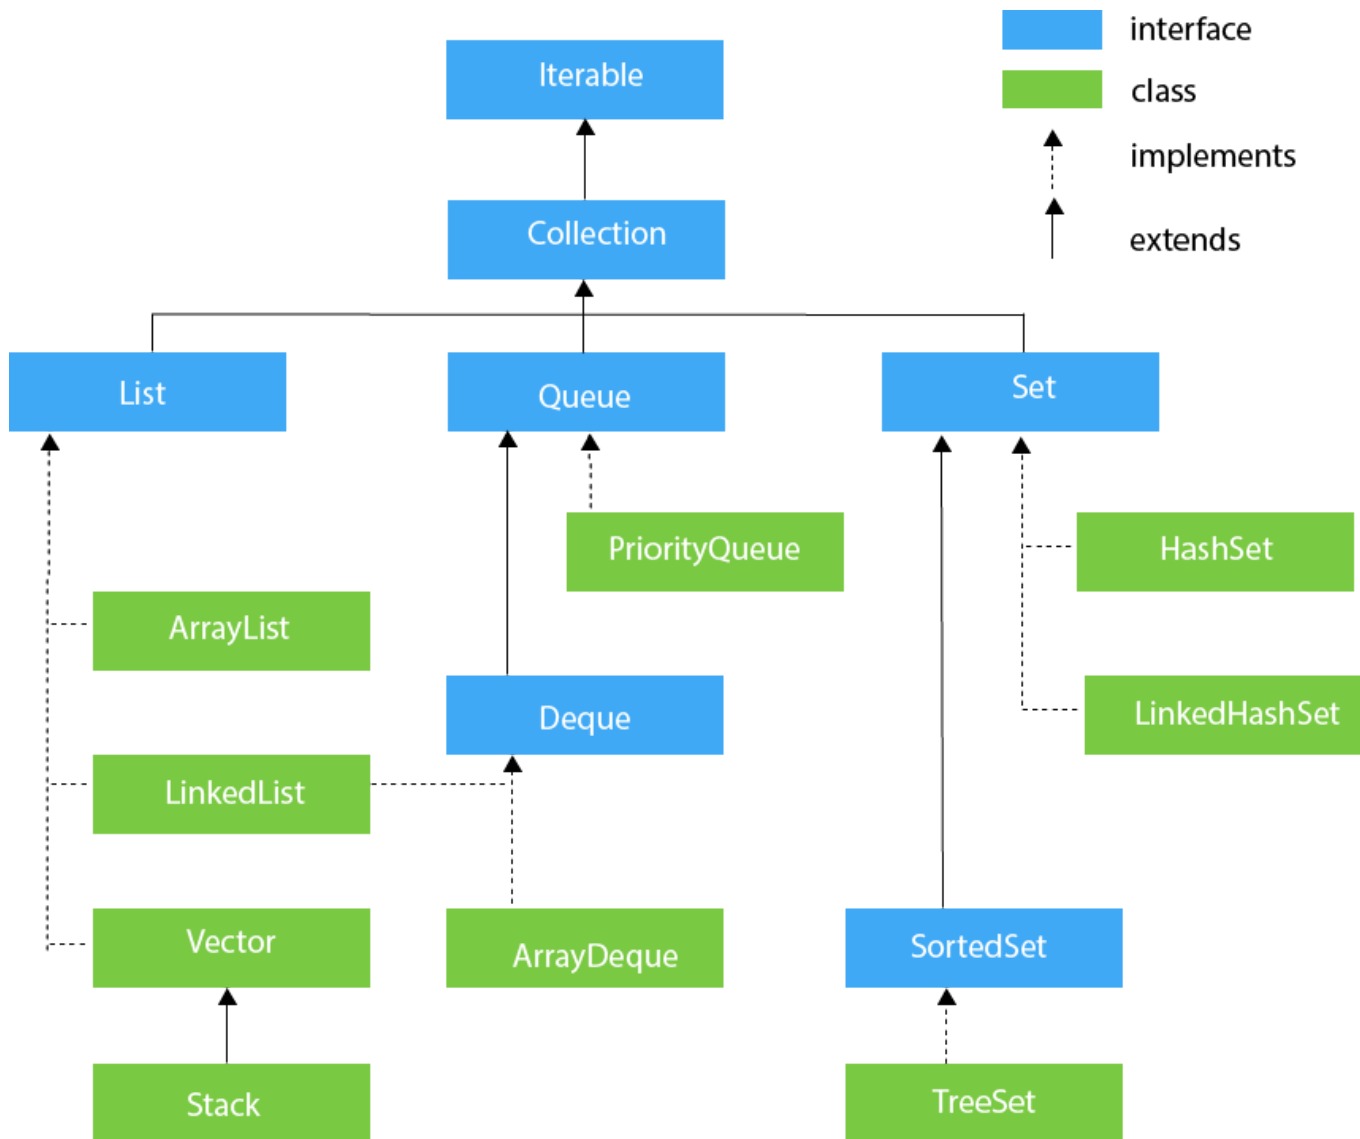 interface
Iterable
class
implements
Collection
extends
List
Queue
Set
PriorityQueue
HashSet
ArrayList
Deque
LinkedHashSet
LinkedList
Vector
ArrayDeque
SortedSet
Stack
TreeSet